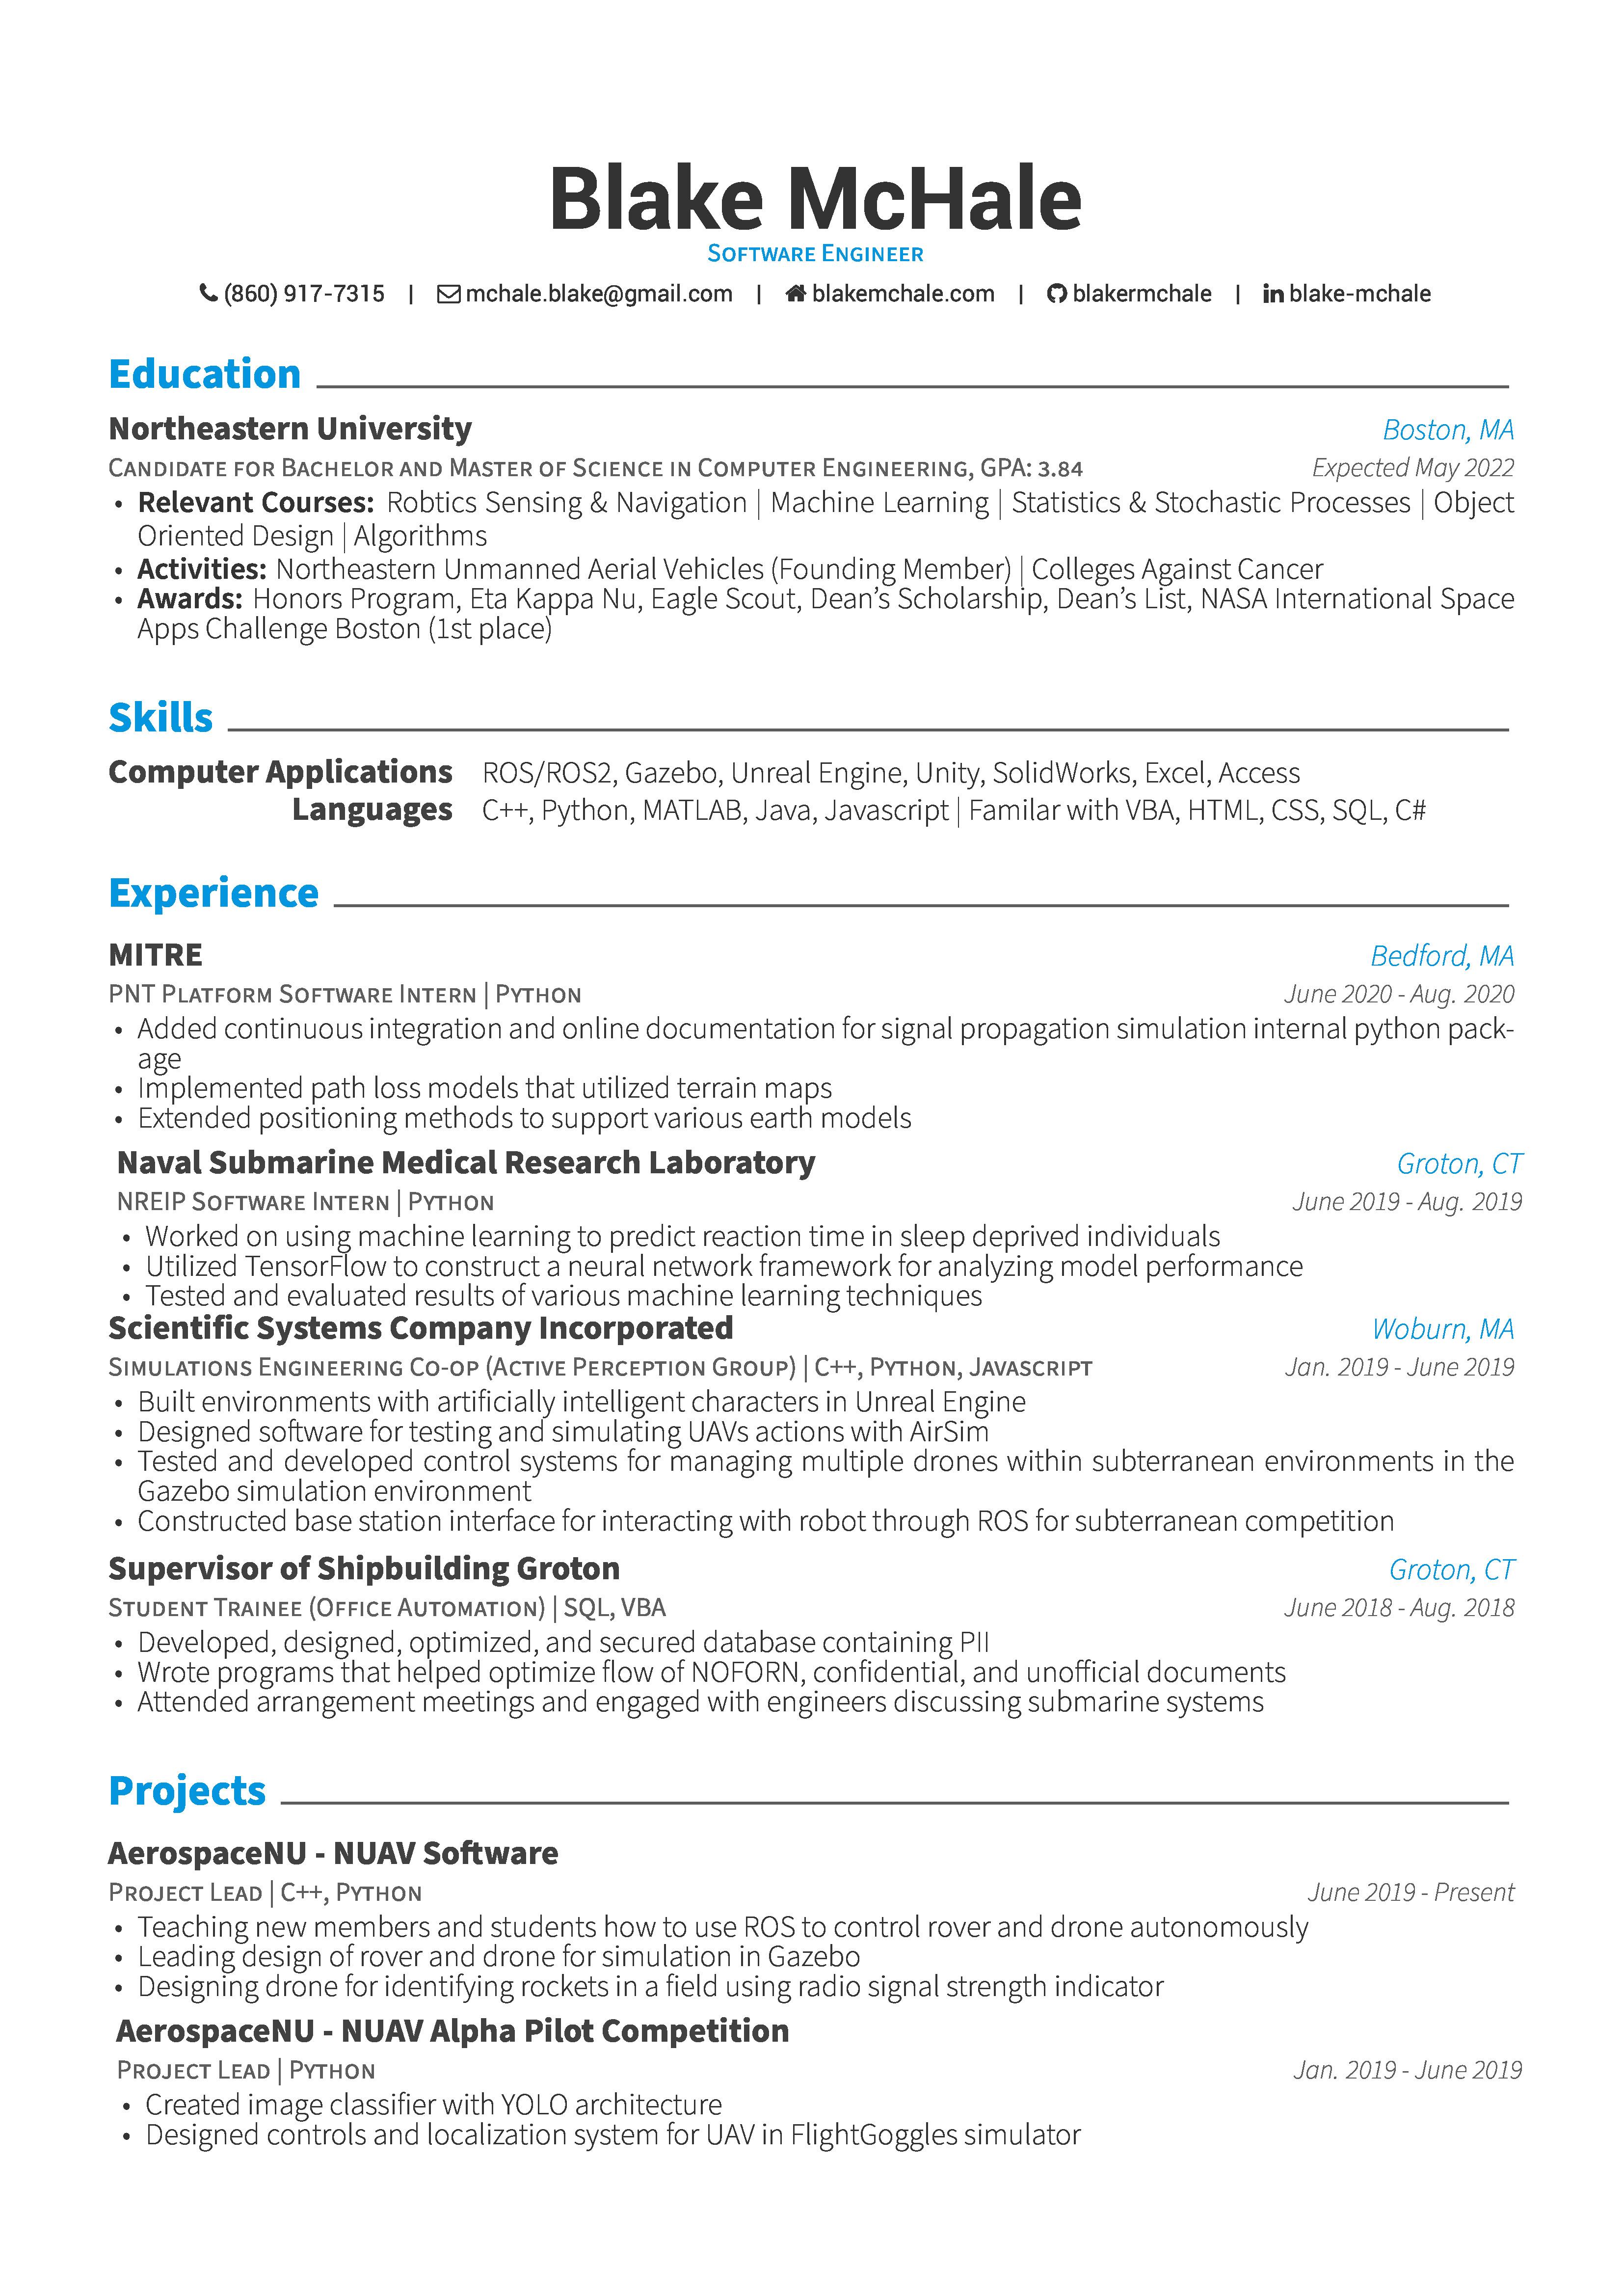 Blake McHale
Software Engineer
(860) 917-7315 | mchale.blake@gmail.com | blakemchale.com | blakermchale | blake-mchale
Education
Northeastern University Boston, MA
Candidate for Bachelor and Master of Science in Computer Engineering, GPA: 3.84 Expected May 2022
• Relevant Courses: Robtics Sensing & Navigation | Machine Learning | Statistics & Stochastic Processes | Object
Oriented Design | Algorithms
• Activities: Northeastern Unmanned Aerial Vehicles (Founding Member) | Colleges Against Cancer
• Awards: Honors Program, Eta Kappa Nu, Eagle Scout, Dean’s Scholarship, Dean’s List, NASA International Space
Apps Challenge Boston (1st place)
Skills
Computer Applications ROS/ROS2, Gazebo, Unreal Engine, Unity, SolidWorks, Excel, Access
Languages C++, Python, MATLAB, Java, Javascript | Familar with VBA, HTML, CSS, SQL, C#
Experience
MITRE Bedford, MA
PNT Platform Software Intern | Python June 2020 - Aug. 2020
• Added continuous integration and online documentation for signal propagation simulation internal python pack-
age
• Implemented path loss models that utilized terrain maps
• Extended positioning methods to support various earth models
Naval Submarine Medical Research Laboratory Groton, CT
NREIP Software Intern | Python June 2019 - Aug. 2019
• Worked on using machine learning to predict reaction time in sleep deprived individuals
• Utilized TensorFlow to construct a neural network framework for analyzing model performance
• Tested and evaluated results of various machine learning techniques
Scientific Systems Company Incorporated Woburn, MA
Simulations Engineering Co-op (Active Perception Group) | C++, Python, Javascript Jan. 2019 - June 2019
• Built environments with artificially intelligent characters in Unreal Engine
• Designed software for testing and simulating UAVs actions with AirSim
• Tested and developed control systems for managing multiple drones within subterranean environments in the
Gazebo simulation environment
• Constructed base station interface for interacting with robot through ROS for subterranean competition
Supervisor of Shipbuilding Groton Groton, CT
Student Trainee (Office Automation) | SQL, VBA June 2018 - Aug. 2018
• Developed, designed, optimized, and secured database containing PII
• Wrote programs that helped optimize flow of NOFORN, confidential, and unofficial documents
• Attended arrangement meetings and engaged with engineers discussing submarine systems
Projects
AerospaceNU - NUAV Software
Project Lead | C++, Python June 2019 - Present
• Teaching new members and students how to use ROS to control rover and drone autonomously
• Leading design of rover and drone for simulation in Gazebo
• Designing drone for identifying rockets in a field using radio signal strength indicator
AerospaceNU - NUAV Alpha Pilot Competition
Project Lead | Python Jan. 2019 - June 2019
• Created image classifier with YOLO architecture
• Designed controls and localization system for UAV in FlightGoggles simulator